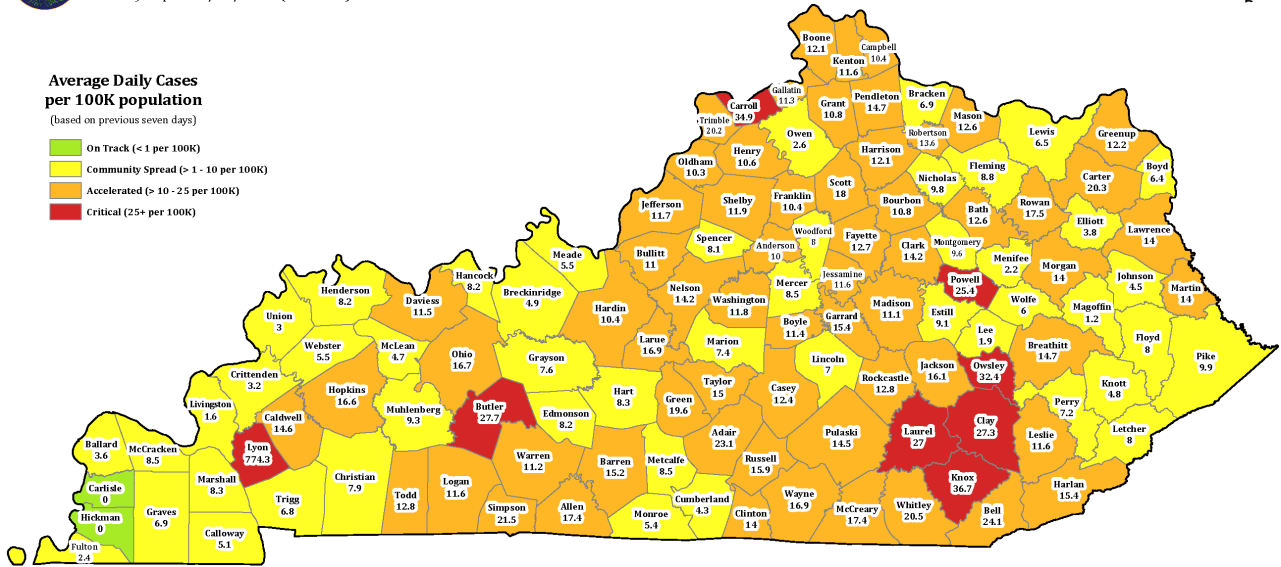 Average Daily Cases
per 100K population
(based on previous seven days)
On Track (< 1 per 100K)
Community Spread (> 1 - 10 per 100K)
Accelerated (> 10 - 25 per 100K)
Critical (25+ per 100K)
Boone
12.1
Kenton
11.6
Campbell
10.4
Gallatin
11.3
Carroll
34.9
Trimble
20.2
Grant
10.8
Pendleton
14.7
Bracken
6.9
Mason
12.6
Robertson
13.6
Lewis
6.5
Greenup
12.2
Boyd
6.4
Owen
2.6
Henry
10.6
Oldham
10.3
Harrison
12.1
Nicholas
9.8
Fleming
8.8
Carter
20.3
Rowan
17.5
Elliott
3.8
Lawrence
14
Jefferson
11.7
Shelby
11.9
Franklin
10.4
Scott
18
Bourbon
10.8
Bath
12.6
Spencer
8.1
Anderson
10
Woodford
8
Fayette
12.7
Clark
14.2
Montgomery
9.6
Menifee
2.2
Morgan
14
Johnson
4.5
Martin
14
Bullitt
11
Meade
5.5
Hancock
8.2
Breckinridge
4.9
Henderson
8.2
Daviess
11.5
Union
3
Webster
5.5
McLean
4.7
Ohio
16.7
Grayson
7.6
Hardin
10.4
Nelson
14.2
Washington
11.8
Mercer
8.5
Jessamine
11.6
Madison
11.1
Powell
25.4
Estill
9.1
Wolfe
6
Magoffin
1.2
Floyd
8
Pike
9.9
Larue
16.9
Marion
7.4
Boyle
11.4
Garrard
15.4
Lincoln
7
Lee
1.9
Breathitt
14.7
Knott
4.8
Letcher
8
Perry
7.2
Owsley
32.4
Jackson
16.1
Rockcastle
12.8
Crittenden
3.2
Livingston
1.6
Hopkins
16.6
Caldwell
14.6
Lyon
774.3
Muhlenberg
9.3
Butler
27.7
Edmonson
8.2
Hart
8.3
Green
19.6
Taylor
15
Casey
12.4
Adair
23.1
Pulaski
14.5
Laurel
27
Clay
27.3
Leslie
11.6
Knox
36.7
Harlan
15.4
Bell
24.1
Whitley
20.5
McCreary
17.4
Wayne
16.9
Russell
15.9
Clinton
14
Cumberland
4.3
Metcalfe
8.5
Monroe
5.4
Barren
15.2
Allen
17.4
Warren
11.2
Simpson
21.5
Logan
11.6
Todd
12.8
Christian
7.9
Trigg
6.8
Marshall
8.3
Calloway
5.1
Graves
6.9
McCracken
8.5
Ballard
3.6
Carlisle
0
Hickman
0
Fulton
2.4